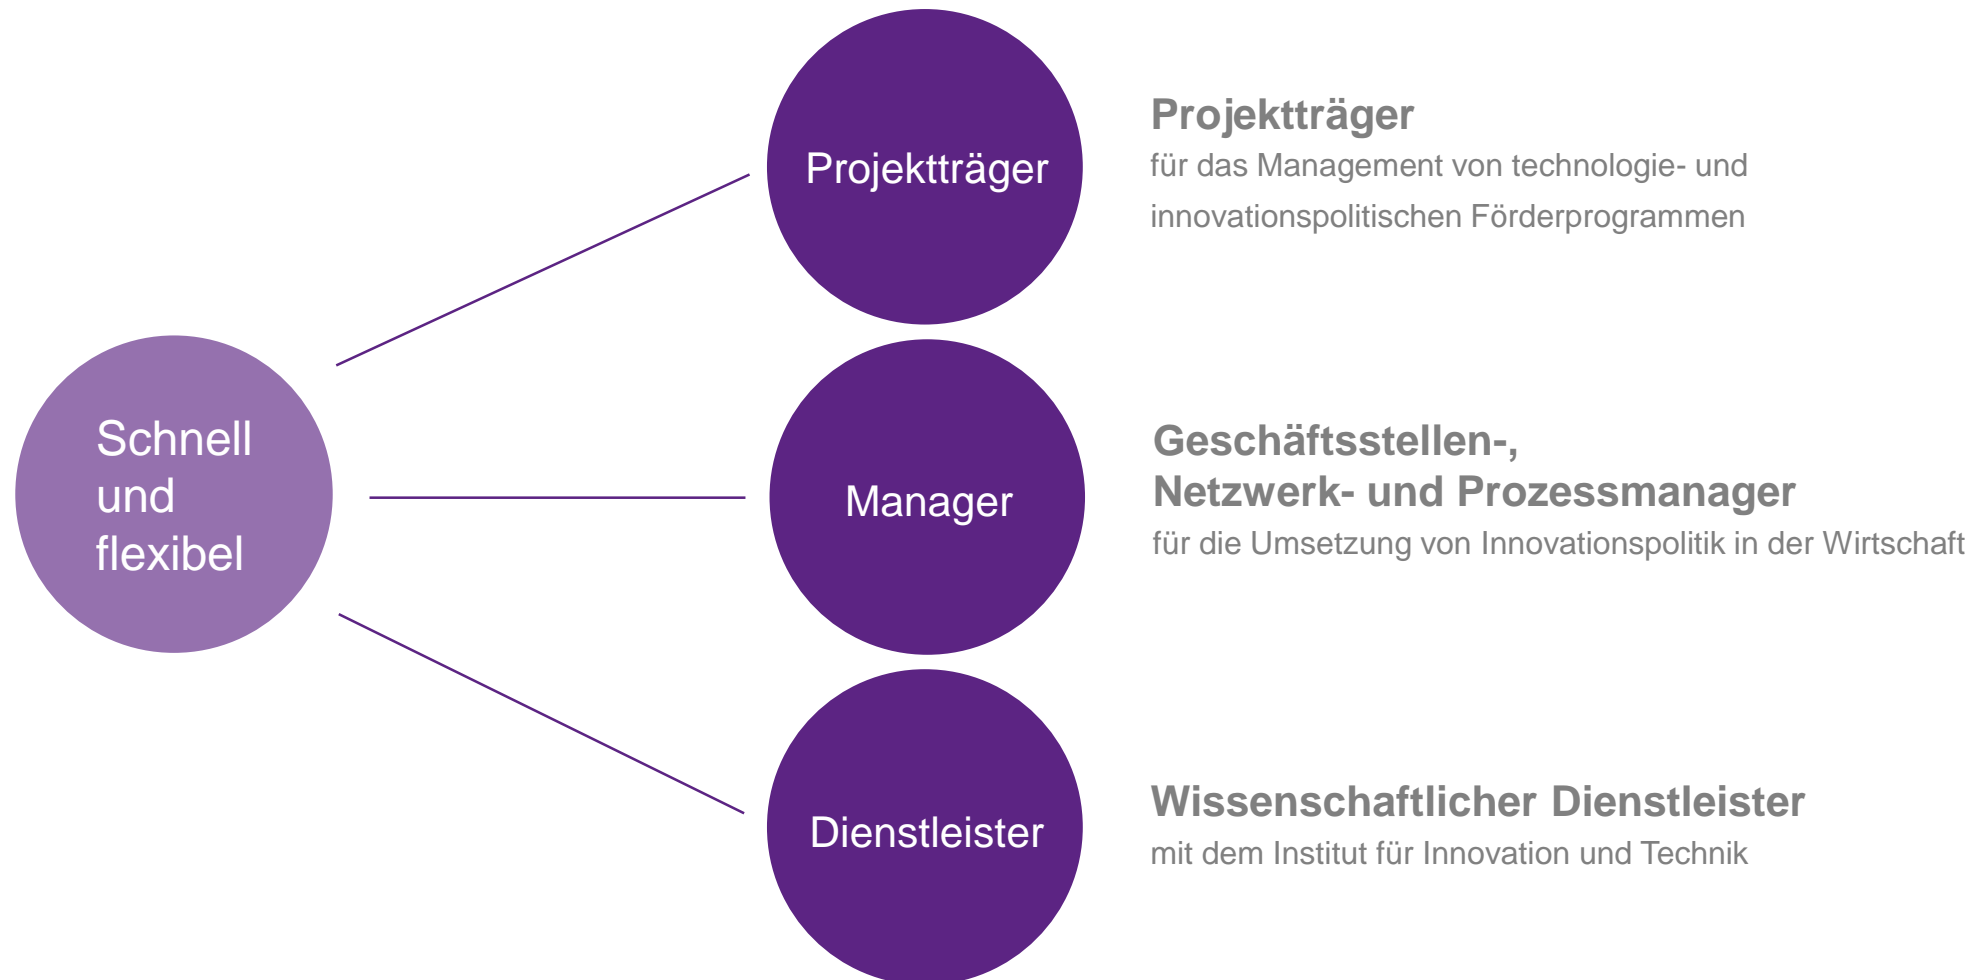 Schnell
und
flexibel
Projektträger
Projektträger
für das Management von technologie- und
innovationspolitischen Förderprogrammen
Manager
Geschäftsstellen-,
Netzwerk- und Prozessmanager
für die Umsetzung von Innovationspolitik in der Wirtschaft
Dienstleister
Wissenschaftlicher Dienstleister
mit dem Institut für Innovation und Technik